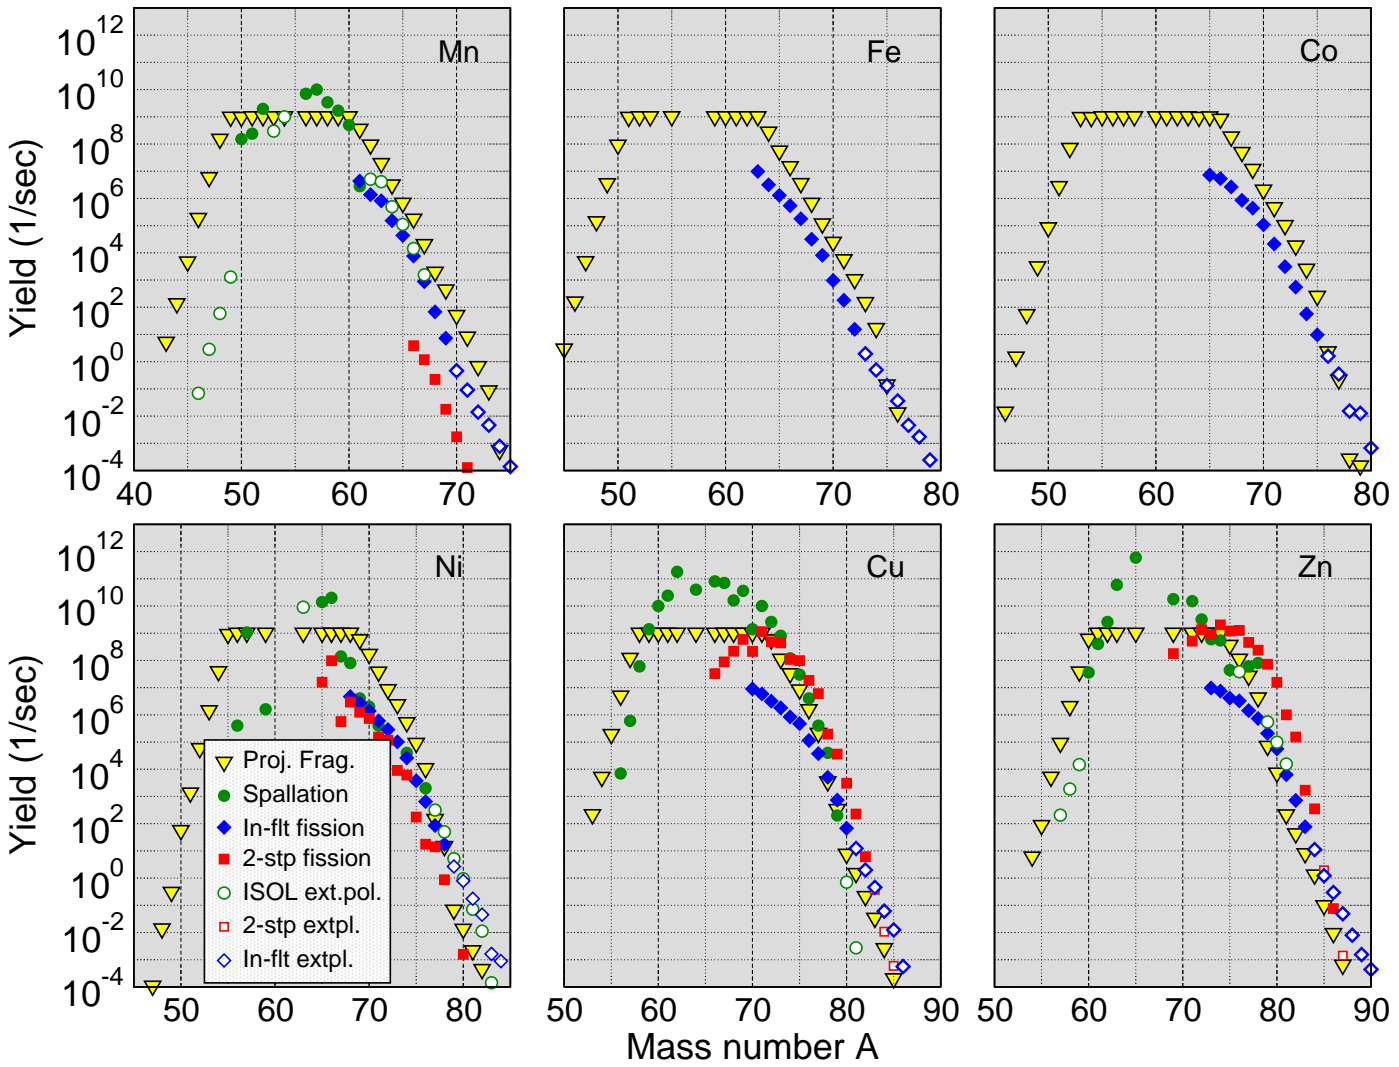 Yield (1/sec)
10^12
10^10
10^8
10^6
10^4
10^2
10^0
10^-2
10^-4
Mn
Fe
Co
40 50 60 70
50 60 70 80
50 60 70 80
Yield (1/sec)
10^12
10^10
10^8
10^6
10^4
10^2
10^0
10^-2
10^-4
Ni
Cu
Zn
Proj. Frag.
Spallation
In-flt fission
2-stp fission
ISOL ext.pol.
2-stp extpl.
In-flt extpl.
50 60 70 80
50 60 70 80 90
50 60 70 80 90
Mass number A